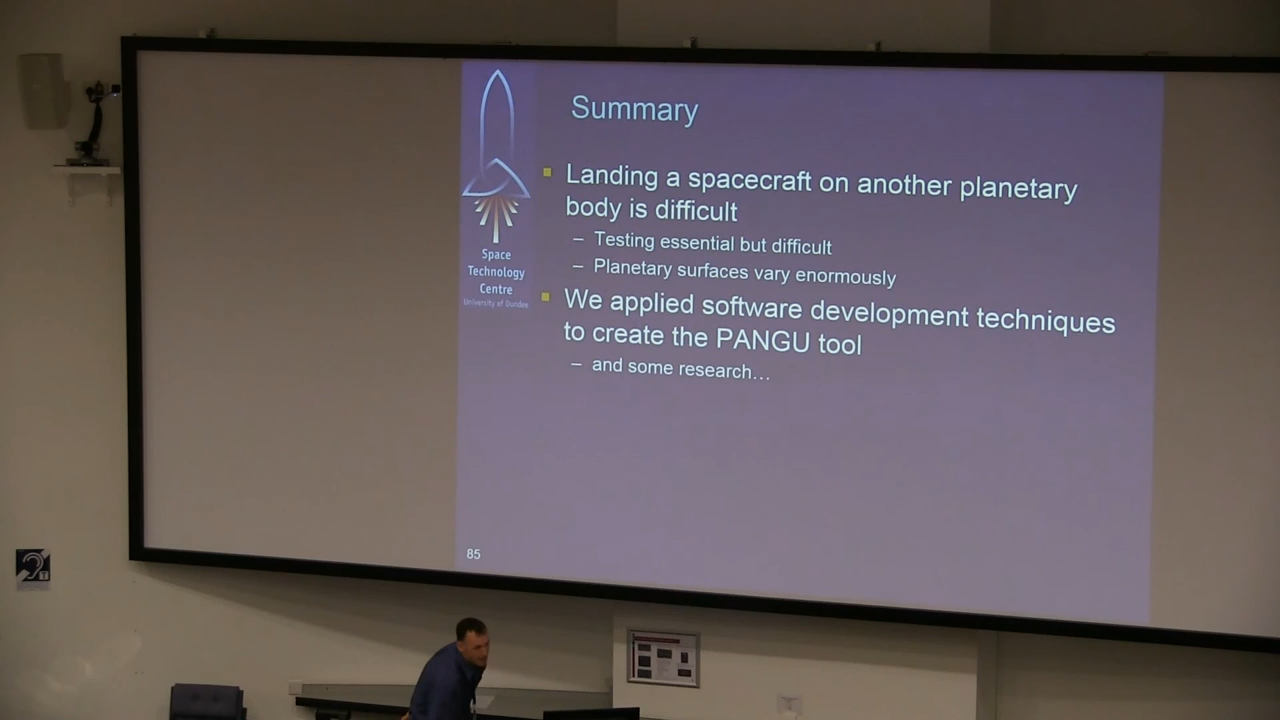 Summary
Landing a spacecraft on another planetary
body is difficult
– Testing essential but difficult
– Planetary surfaces vary enormously
We applied software development techniques
to create the PANGU tool
– and some research…
Space
Technology
Centre
University of Dundee
85
T